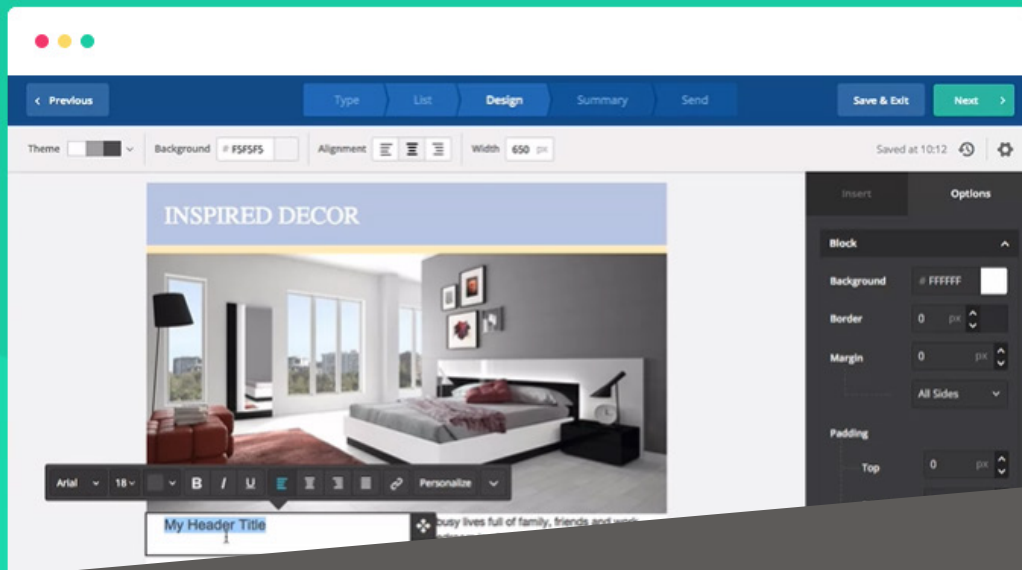 Previous
Type
List
Design
Summary
Send
Save & Exit
Next
Theme
Background # F5F5F5
Alignment
Width 650 px
Saved at 10:12
INSPIRED DECOR
Insert
Options
Block
Background # FFFFFF
Border 0 px
Margin 0 px
All Sides
Padding
Top 0 px
Arial 18 B I U Personalize
My Header Title
busy lives full of family, friends and work